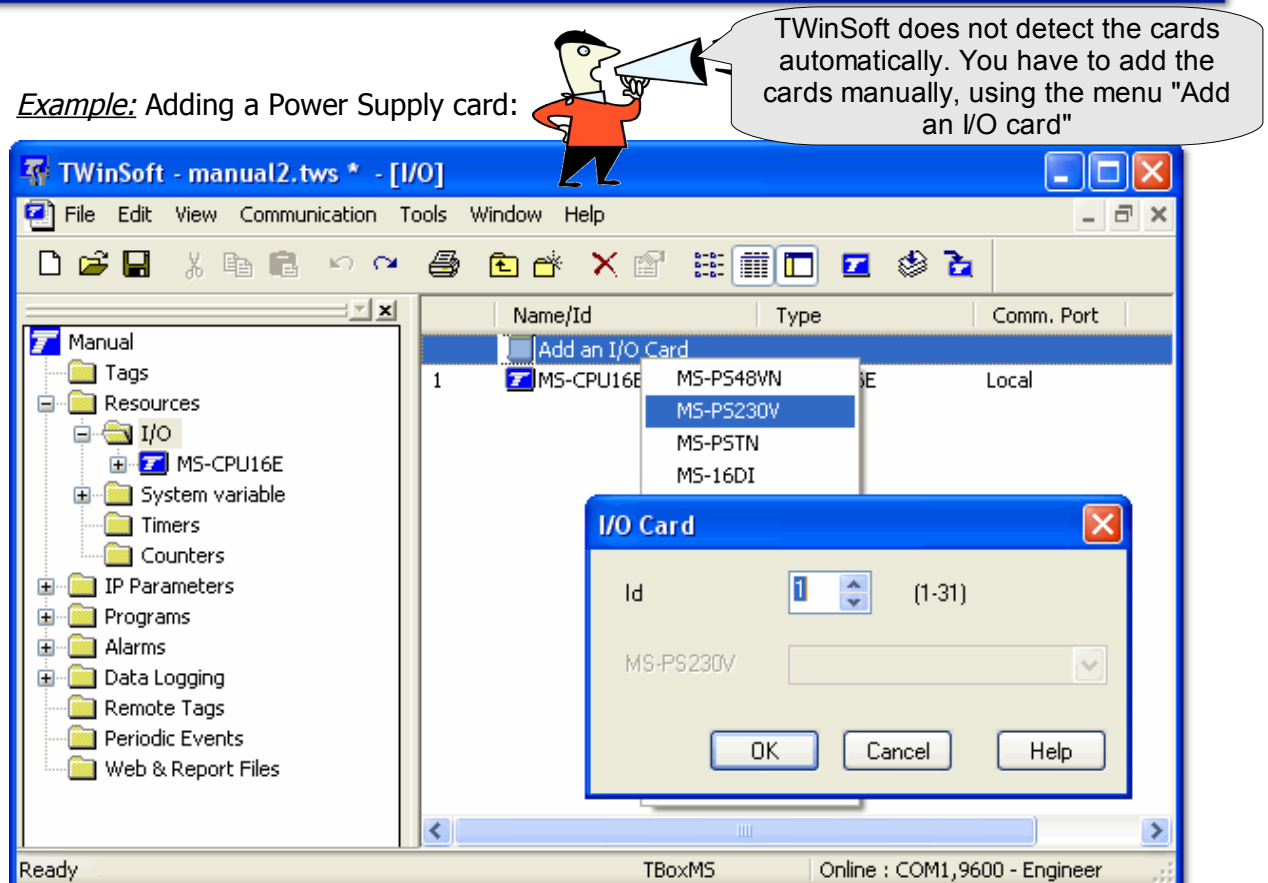 TWinSoft does not detect the cards
automatically. You have to add the
cards manually, using the menu "Add
an I/O card"
Example: Adding a Power Supply card:
TWinSoft - manual2.tws * - [I/O]
File Edit View Communication Tools Window Help
Name/Id Type Comm. Port
Manual
Tags
Resources
I/O
MS-CPU16E
System variable
Timers
Counters
IP Parameters
Programs
Alarms
Data Logging
Remote Tags
Periodic Events
Web & Report Files
Add an I/O Card
1 MS-CPU16E 6E Local
MS-PS48VN
MS-PS230V
MS-PSTN
MS-16DI
I/O Card
Id 1 (1-31)
MS-PS230V
OK Cancel Help
Ready TBoxMS Online : COM1,9600 - Engineer